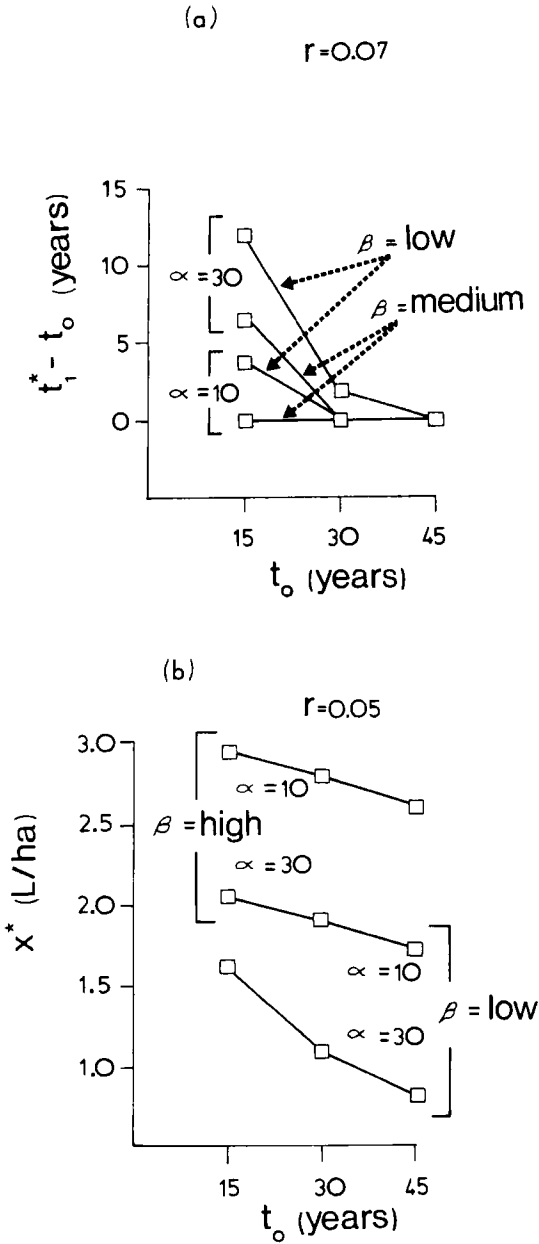 (a)
r=0.07
t*1 - to (years)
15
10
5
0
α =30
α =10
β = low
β =medium
15 30 45
to (years)
(b)
r=0.05
x* (L/ha)
3.0
2.5
2.0
1.5
1.0
α =10
β =high
α =30
α =10
β = low
α =30
15 30 45
to (years)